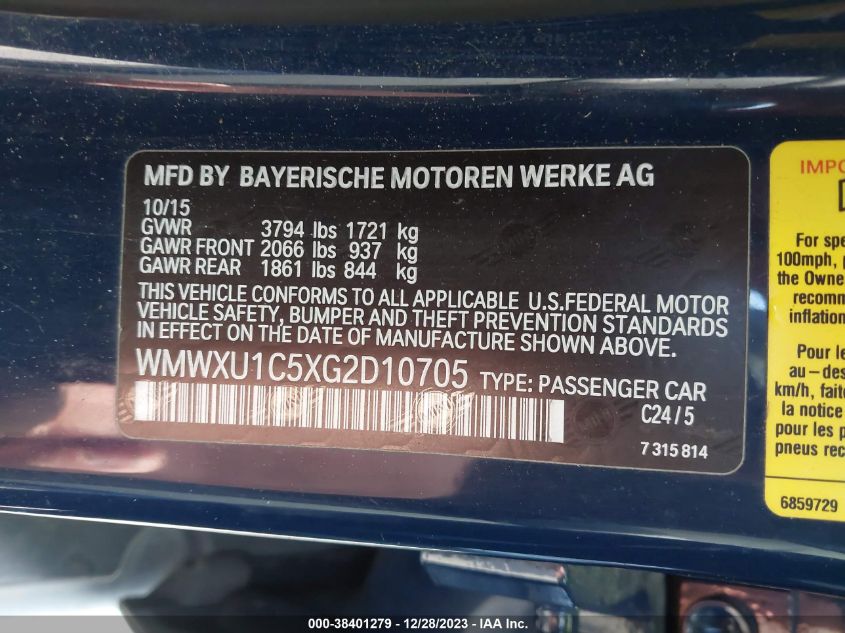 MFD BY BAYERISCHE MOTOREN WERKE AG
10/15
GVWR 3794 lbs 1721 kg
GAWR FRONT 2066 lbs 937 kg
GAWR REAR 1861 lbs 844 kg
THIS VEHICLE CONFORMS TO ALL APPLICABLE U.S.FEDERAL MOTOR
VEHICLE SAFETY, BUMPER AND THEFT PREVENTION STANDARDS
IN EFFECT ON THE DATE OF MANUFACTURE SHOWN ABOVE.
WMWXU1C5XG2D10705 TYPE: PASSENGER CAR
C24/5
7 315 814
IMPO
For spe
100mph, p
the Owne
recomm
inflation
Pour le
au-des
km/h, faite
la notice
pour les p
pneus rec
6859729
000-38401279 - 12/28/2023 - IAAI.COM